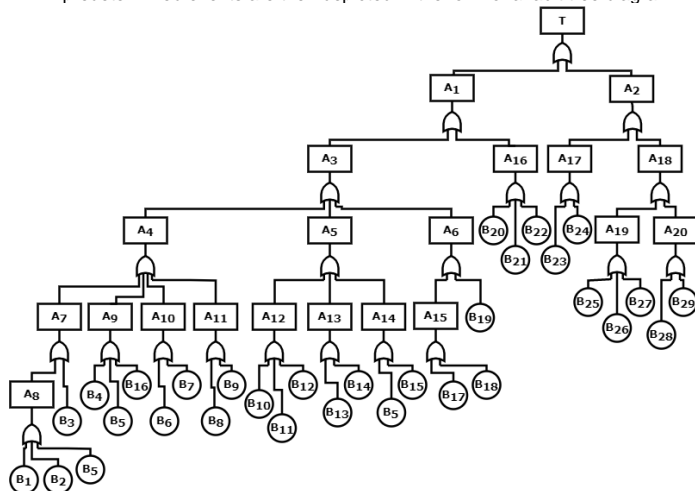 T
A1 A2
A3 A16 A17 A18
B20 B22 B24
A4 A5 A6 A19 A20
B21 B23
B25 B27 B29
A7 A9 A10 A11 A12 A13 A14 A15 B19
B26 B28
B4 B16 B7 B9 B12 B14 B15 B18
A8 B10 B17
B3 B5 B6 B8 B11 B13 B5
B1 B2 B5